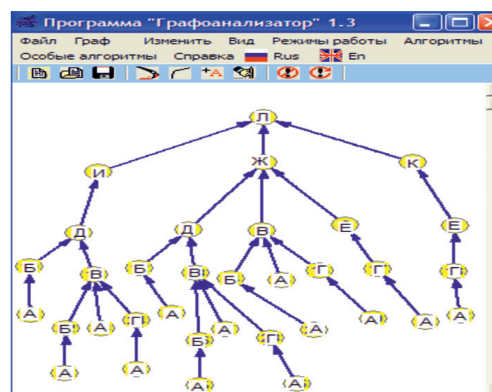 Программа "Графоанализатор" 1.3
Файл Граф Изменить Вид Режимы работы Алгоритмы
Особые алгоритмы Справка Rus En
+A
Л
И Ж К
Д Д В Е Е
Б В Б В Б А Г Г Г
А Б А Г А Б А Г А А А А
А А А А